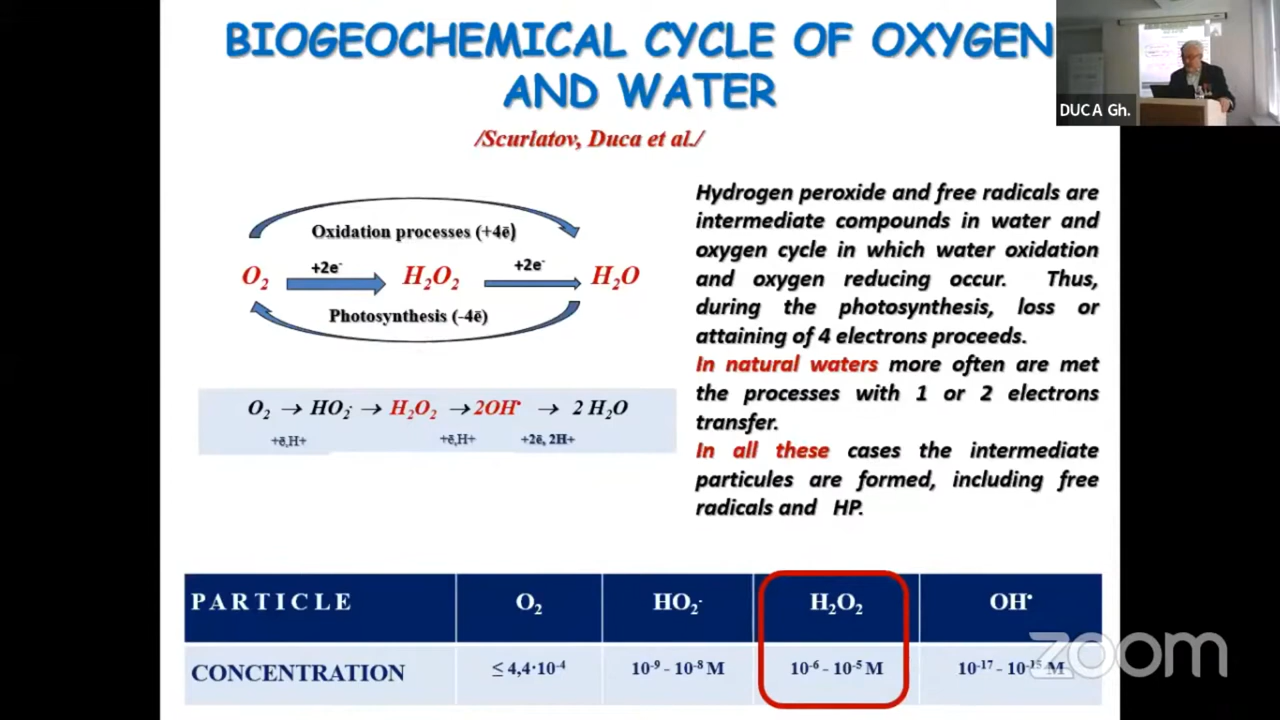 BIOGEOCHEMICAL CYCLE OF OXYGEN
AND WATER
/Scurlatov, Duca et al./
DUCA Gh.
Oxidation processes (+4ē)
O₂ +2e⁻ H₂O₂ +2e⁻ H₂O
Photosynthesis (-4ē)
O₂ → HO₂· → H₂O₂ → 2OH• → 2 H₂O
+ē,H+ +ē,H+ +2ē, 2H+
Hydrogen peroxide and free radicals are
intermediate compounds in water and
oxygen cycle in which water oxidation
and oxygen reducing occur. Thus,
during the photosynthesis, loss or
attaining of 4 electrons proceeds.
In natural waters more often are met
the processes with 1 or 2 electrons
transfer.
In all these cases the intermediate
particules are formed, including free
radicals and HP.
PARTICLE O₂ HO₂· H₂O₂ OH•
CONCENTRATION ≤ 4,4·10⁻⁴ 10⁻⁹ - 10⁻⁸ M 10⁻⁶ - 10⁻⁵ M 10⁻¹⁷ - 10⁻¹⁵ M
zoom